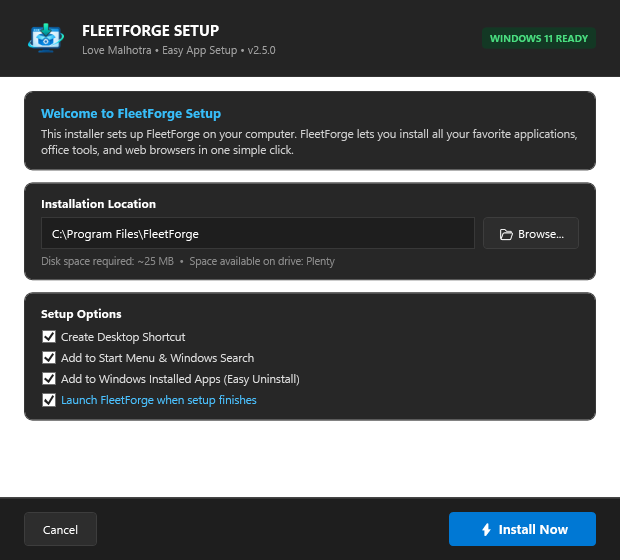 FLEETFORGE SETUP
Love Malhotra • Easy App Setup • v2.5.0
WINDOWS 11 READY
Welcome to FleetForge Setup
This installer sets up FleetForge on your computer. FleetForge lets you install all your favorite applications,
office tools, and web browsers in one simple click.
Installation Location
C:\Program Files\FleetForge
Browse...
Disk space required: ~25 MB • Space available on drive: Plenty
Setup Options
Create Desktop Shortcut
Add to Start Menu & Windows Search
Add to Windows Installed Apps (Easy Uninstall)
Launch FleetForge when setup finishes
Cancel
Install Now